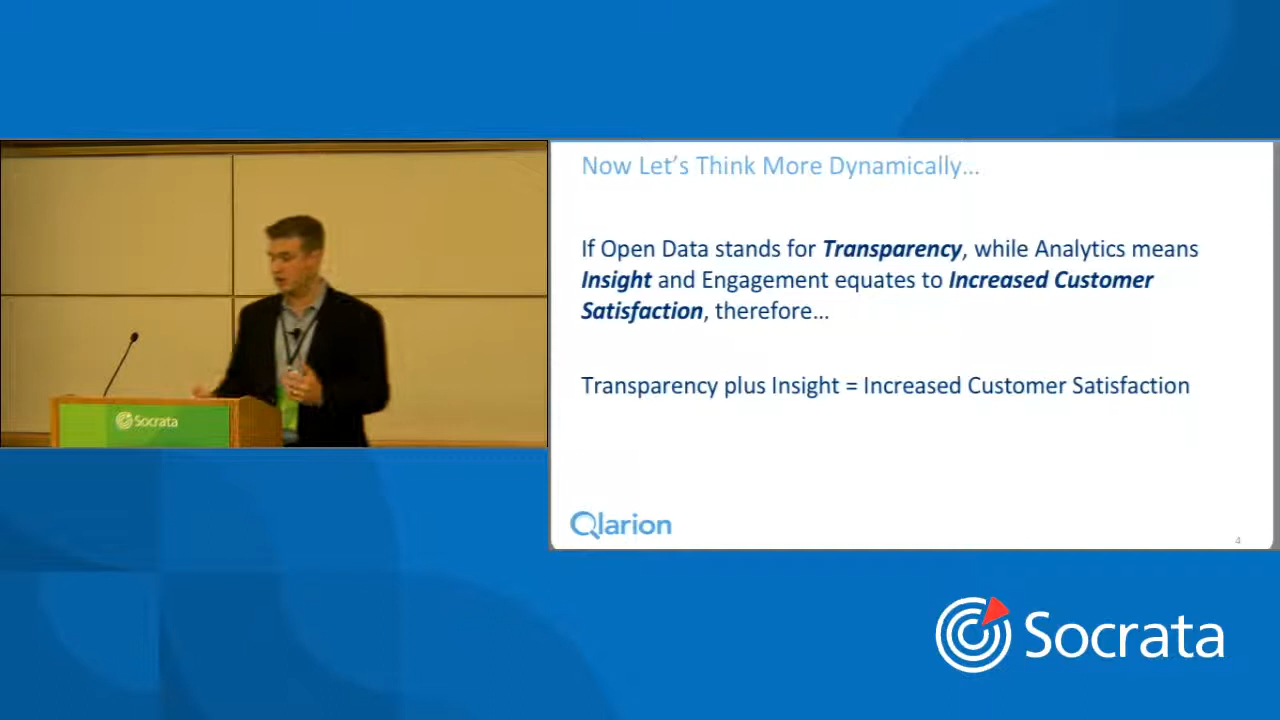 Now Let's Think More Dynamically...
If Open Data stands for Transparency, while Analytics means
Insight and Engagement equates to Increased Customer
Satisfaction, therefore...
Transparency plus Insight = Increased Customer Satisfaction
Socrata
Qlarion
4
Socrata